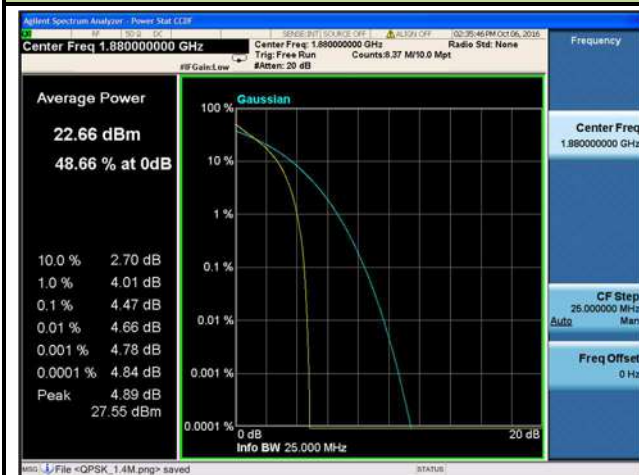 Agilent Spectrum Analyzer - Power Stat CCDF
RF 50 Ω DC SENSE:INT SOURCE OFF ALIGN OFF 02:35:46 PM Oct 06, 2016
Center Freq 1.880000000 GHz
Center Freq: 1.880000000 GHz Radio Std: None
Trig: Free Run Counts:8.37 M/10.0 Mpt
#IFGain:Low #Atten: 20 dB
Frequency
Average Power
22.66 dBm
48.66 % at 0dB
10.0 % 2.70 dB
1.0 % 4.01 dB
0.1 % 4.47 dB
0.01 % 4.66 dB
0.001 % 4.78 dB
0.0001 % 4.84 dB
Peak 4.89 dB
27.55 dBm
Gaussian
100 %
10 %
1 %
0.1 %
0.01 %
0.001 %
0.0001 %
0 dB 20 dB
Info BW 25.000 MHz
Center Freq
1.880000000 GHz
CF Step
25.000000 MHz
Auto Man
Freq Offset
0 Hz
MSG File <QPSK_1.4M.png> saved STATUS